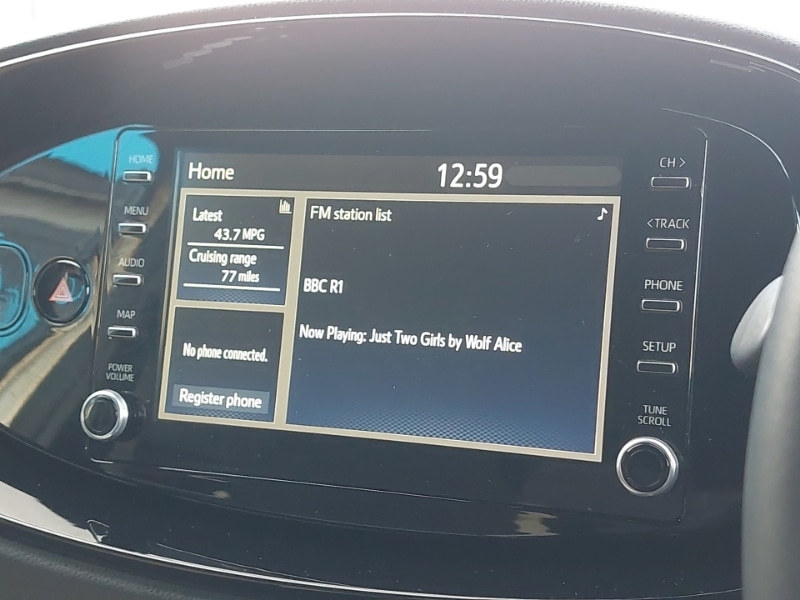 HOME
MENU
AUDIO
MAP
POWER
VOLUME
Home
12:59
Latest
43.7 MPG
Cruising range
77 miles
No phone connected.
Register phone
FM station list
BBC R1
Now Playing: Just Two Girls by Wolf Alice
CH >
< TRACK
PHONE
SETUP
TUNE
SCROLL